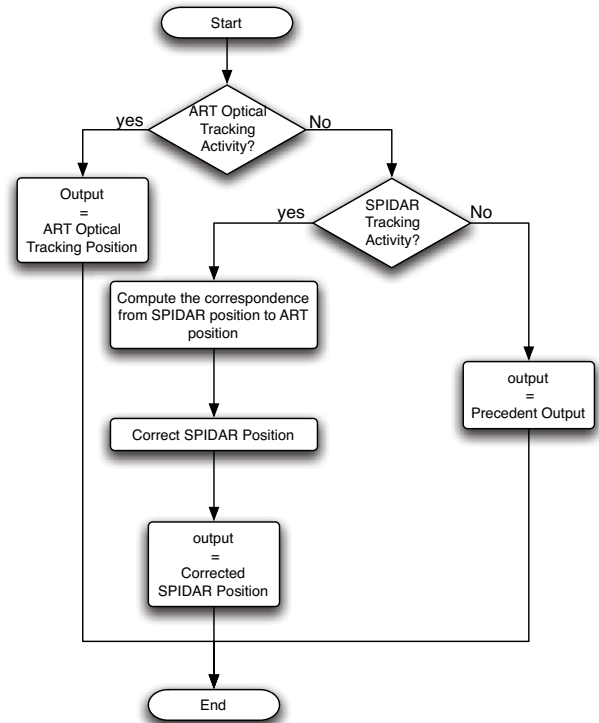 Start
ART Optical
Tracking
Activity?
yes
No
Output
=
ART Optical
Tracking Position
SPIDAR
Tracking
Activity?
yes
No
Compute the correspondence
from SPIDAR position to ART
position
output
=
Precedent Output
Correct SPIDAR Position
output
=
Corrected
SPIDAR Position
End